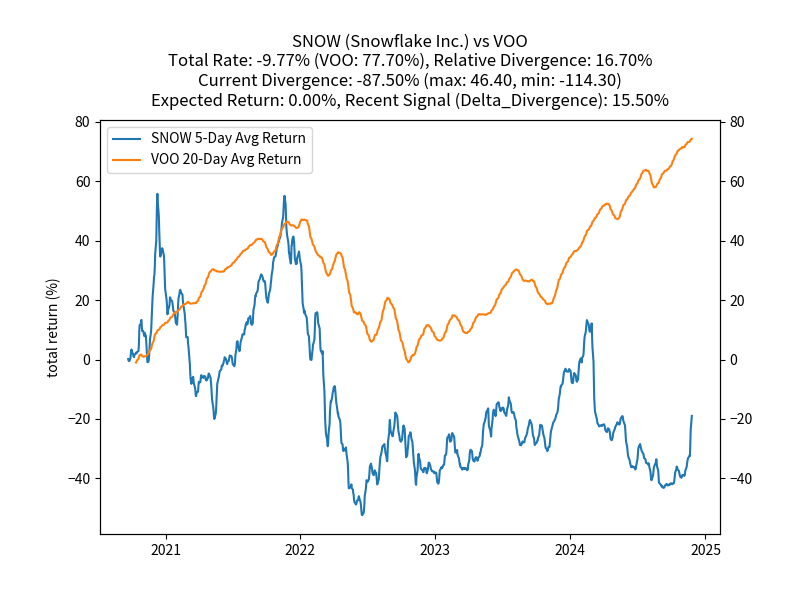 SNOW (Snowflake Inc.) vs VOO
Total Rate: -9.77% (VOO: 77.70%), Relative Divergence: 16.70%
Current Divergence: -87.50% (max: 46.40, min: -114.30)
Expected Return: 0.00%, Recent Signal (Delta_Divergence): 15.50%
SNOW 5-Day Avg Return
VOO 20-Day Avg Return
total return (%)
80
60
40
20
0
−20
−40
80
60
40
20
0
−20
−40
2021
2022
2023
2024
2025